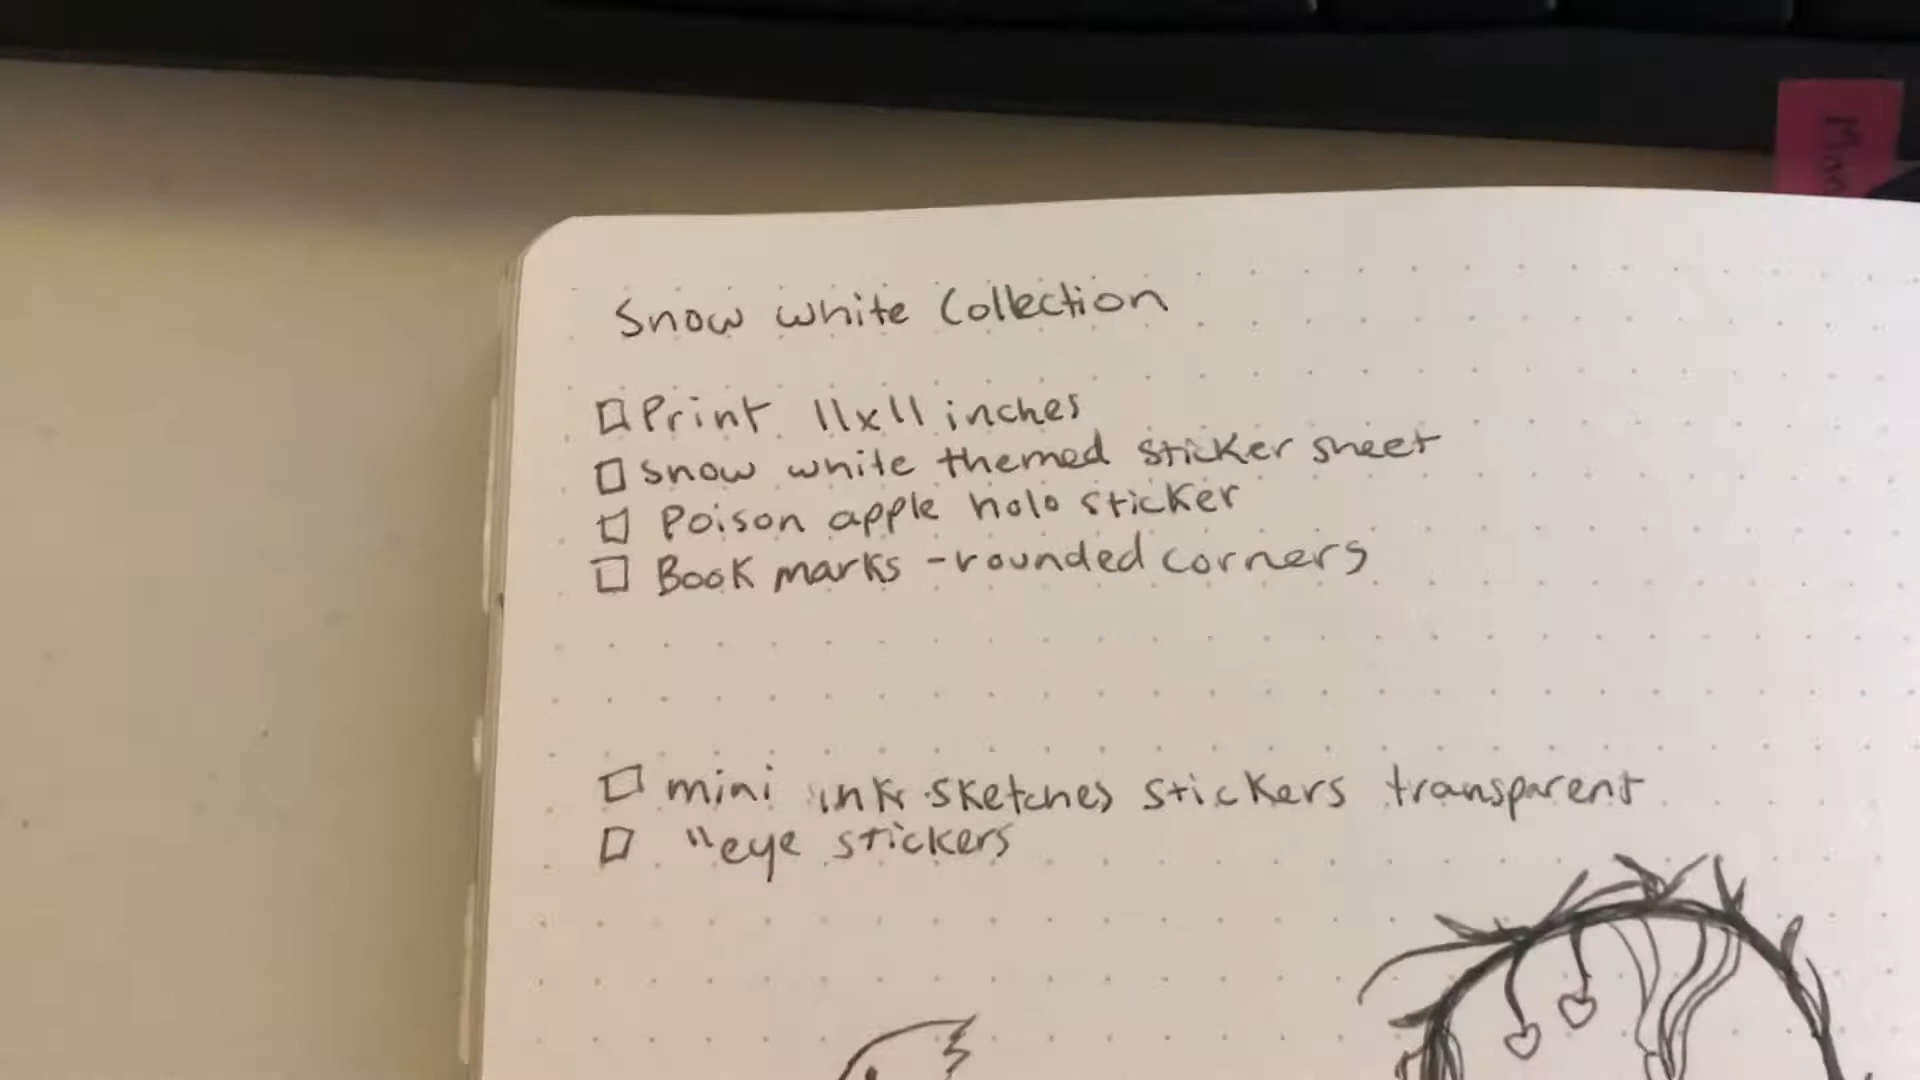 Snow white Collection
Print 11x11 inches
snow white themed sticker sheet
Poison apple holo sticker
Book marks - rounded corners
mini ink sketches stickers transparent
"eye stickers